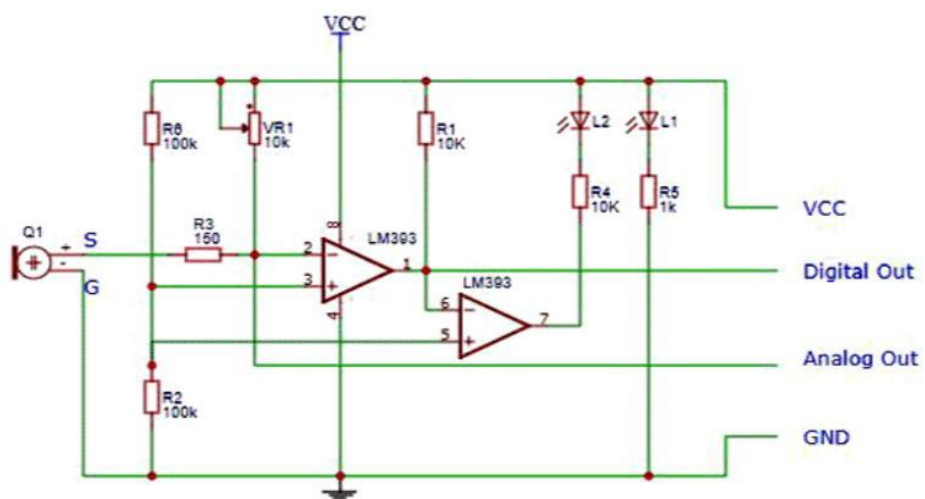 VCC
R6
100k
VR1
10k
R1
10K
L2
L1
R4
10K
R5
1k
VCC
Q1
+
-
S
G
R3
150
8
LM393
2
-
3
+
1
4
Digital Out
LM393
6
-
5
+
7
Analog Out
R2
100k
GND